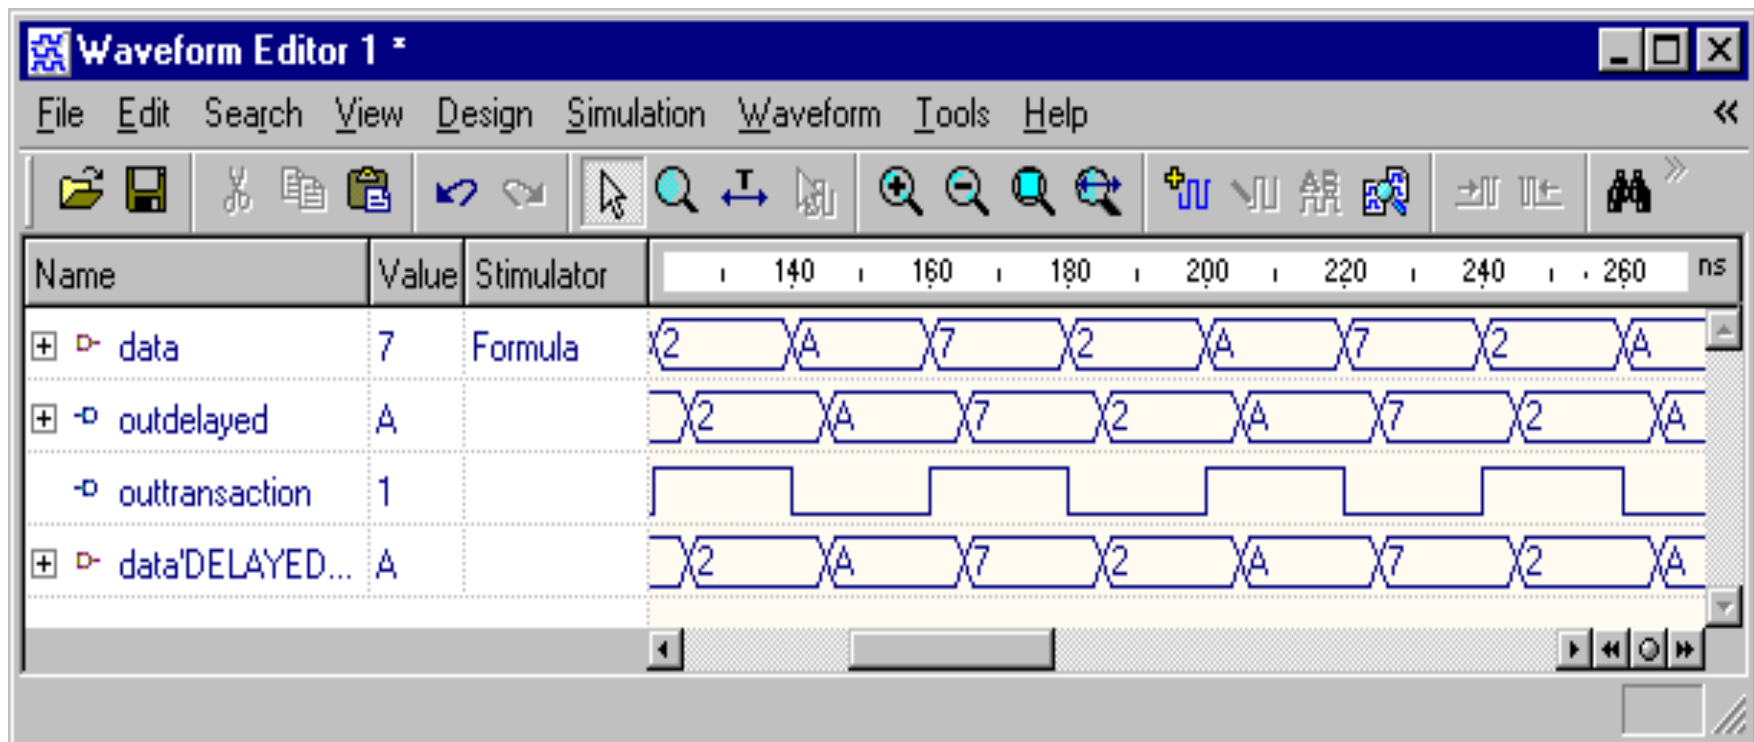 Waveform Editor 1 *
File Edit Search View Design Simulation Waveform Tools Help
Name Value Stimulator 140 160 180 200 220 240 260 ns
data 7 Formula 2 A 7 2 A 7 2 A
outdelayed A 2 A 7 2 A 7 2 A
outtransaction 1
data'DELAYED... A 2 A 7 2 A 7 2 A